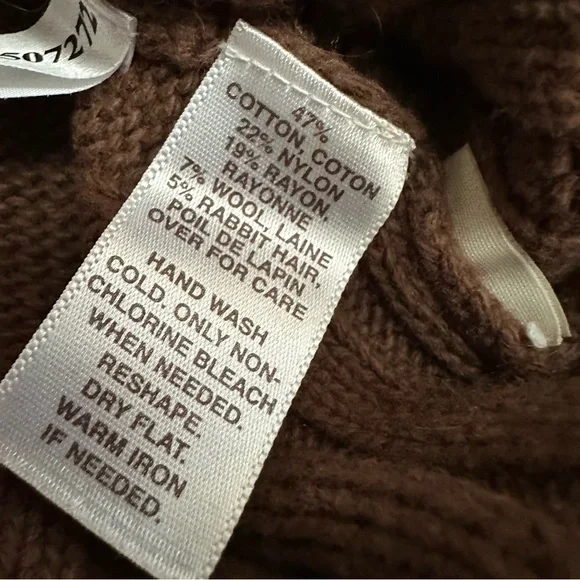 507272
47%
COTTON, COTON
22% NYLON
19% RAYON,
RAYONNE
7% WOOL, LAINE
5% RABBIT HAIR,
POIL DE LAPIN
OVER FOR CARE
HAND WASH
COLD. ONLY NON-
CHLORINE BLEACH
WHEN NEEDED.
RESHAPE.
DRY FLAT.
WARM IRON
IF NEEDED.